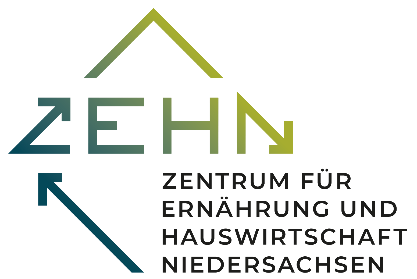 ZEHN
ZENTRUM FÜR
ERNÄHRUNG UND
HAUSWIRTSCHAFT
NIEDERSACHSEN